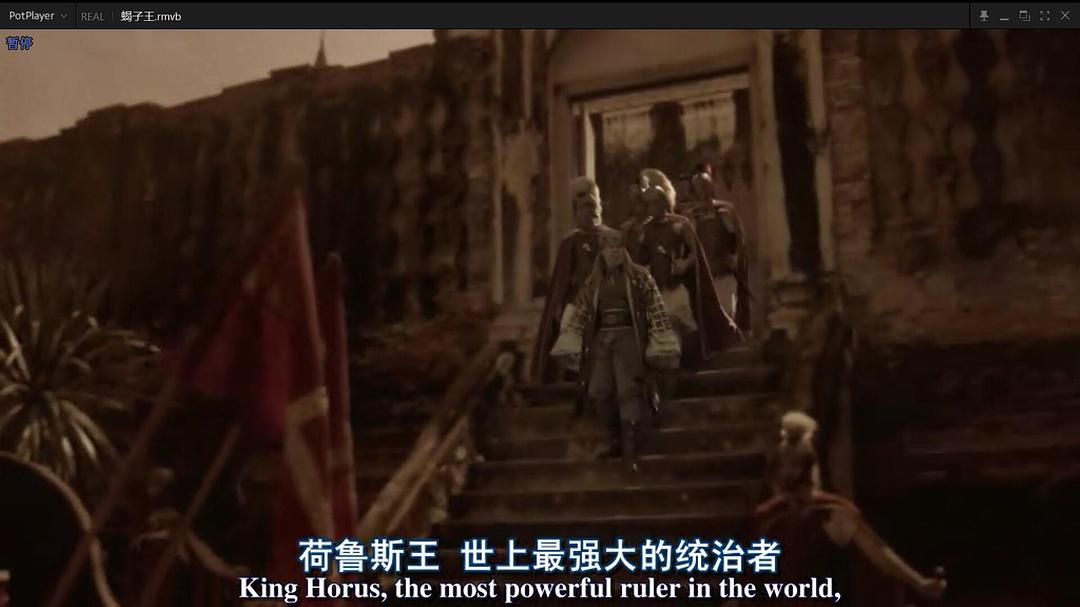 PotPlayer REAL 蝎子王.rmvb
暂停
荷鲁斯王 世上最强大的统治者
King Horus, the most powerful ruler in the world,